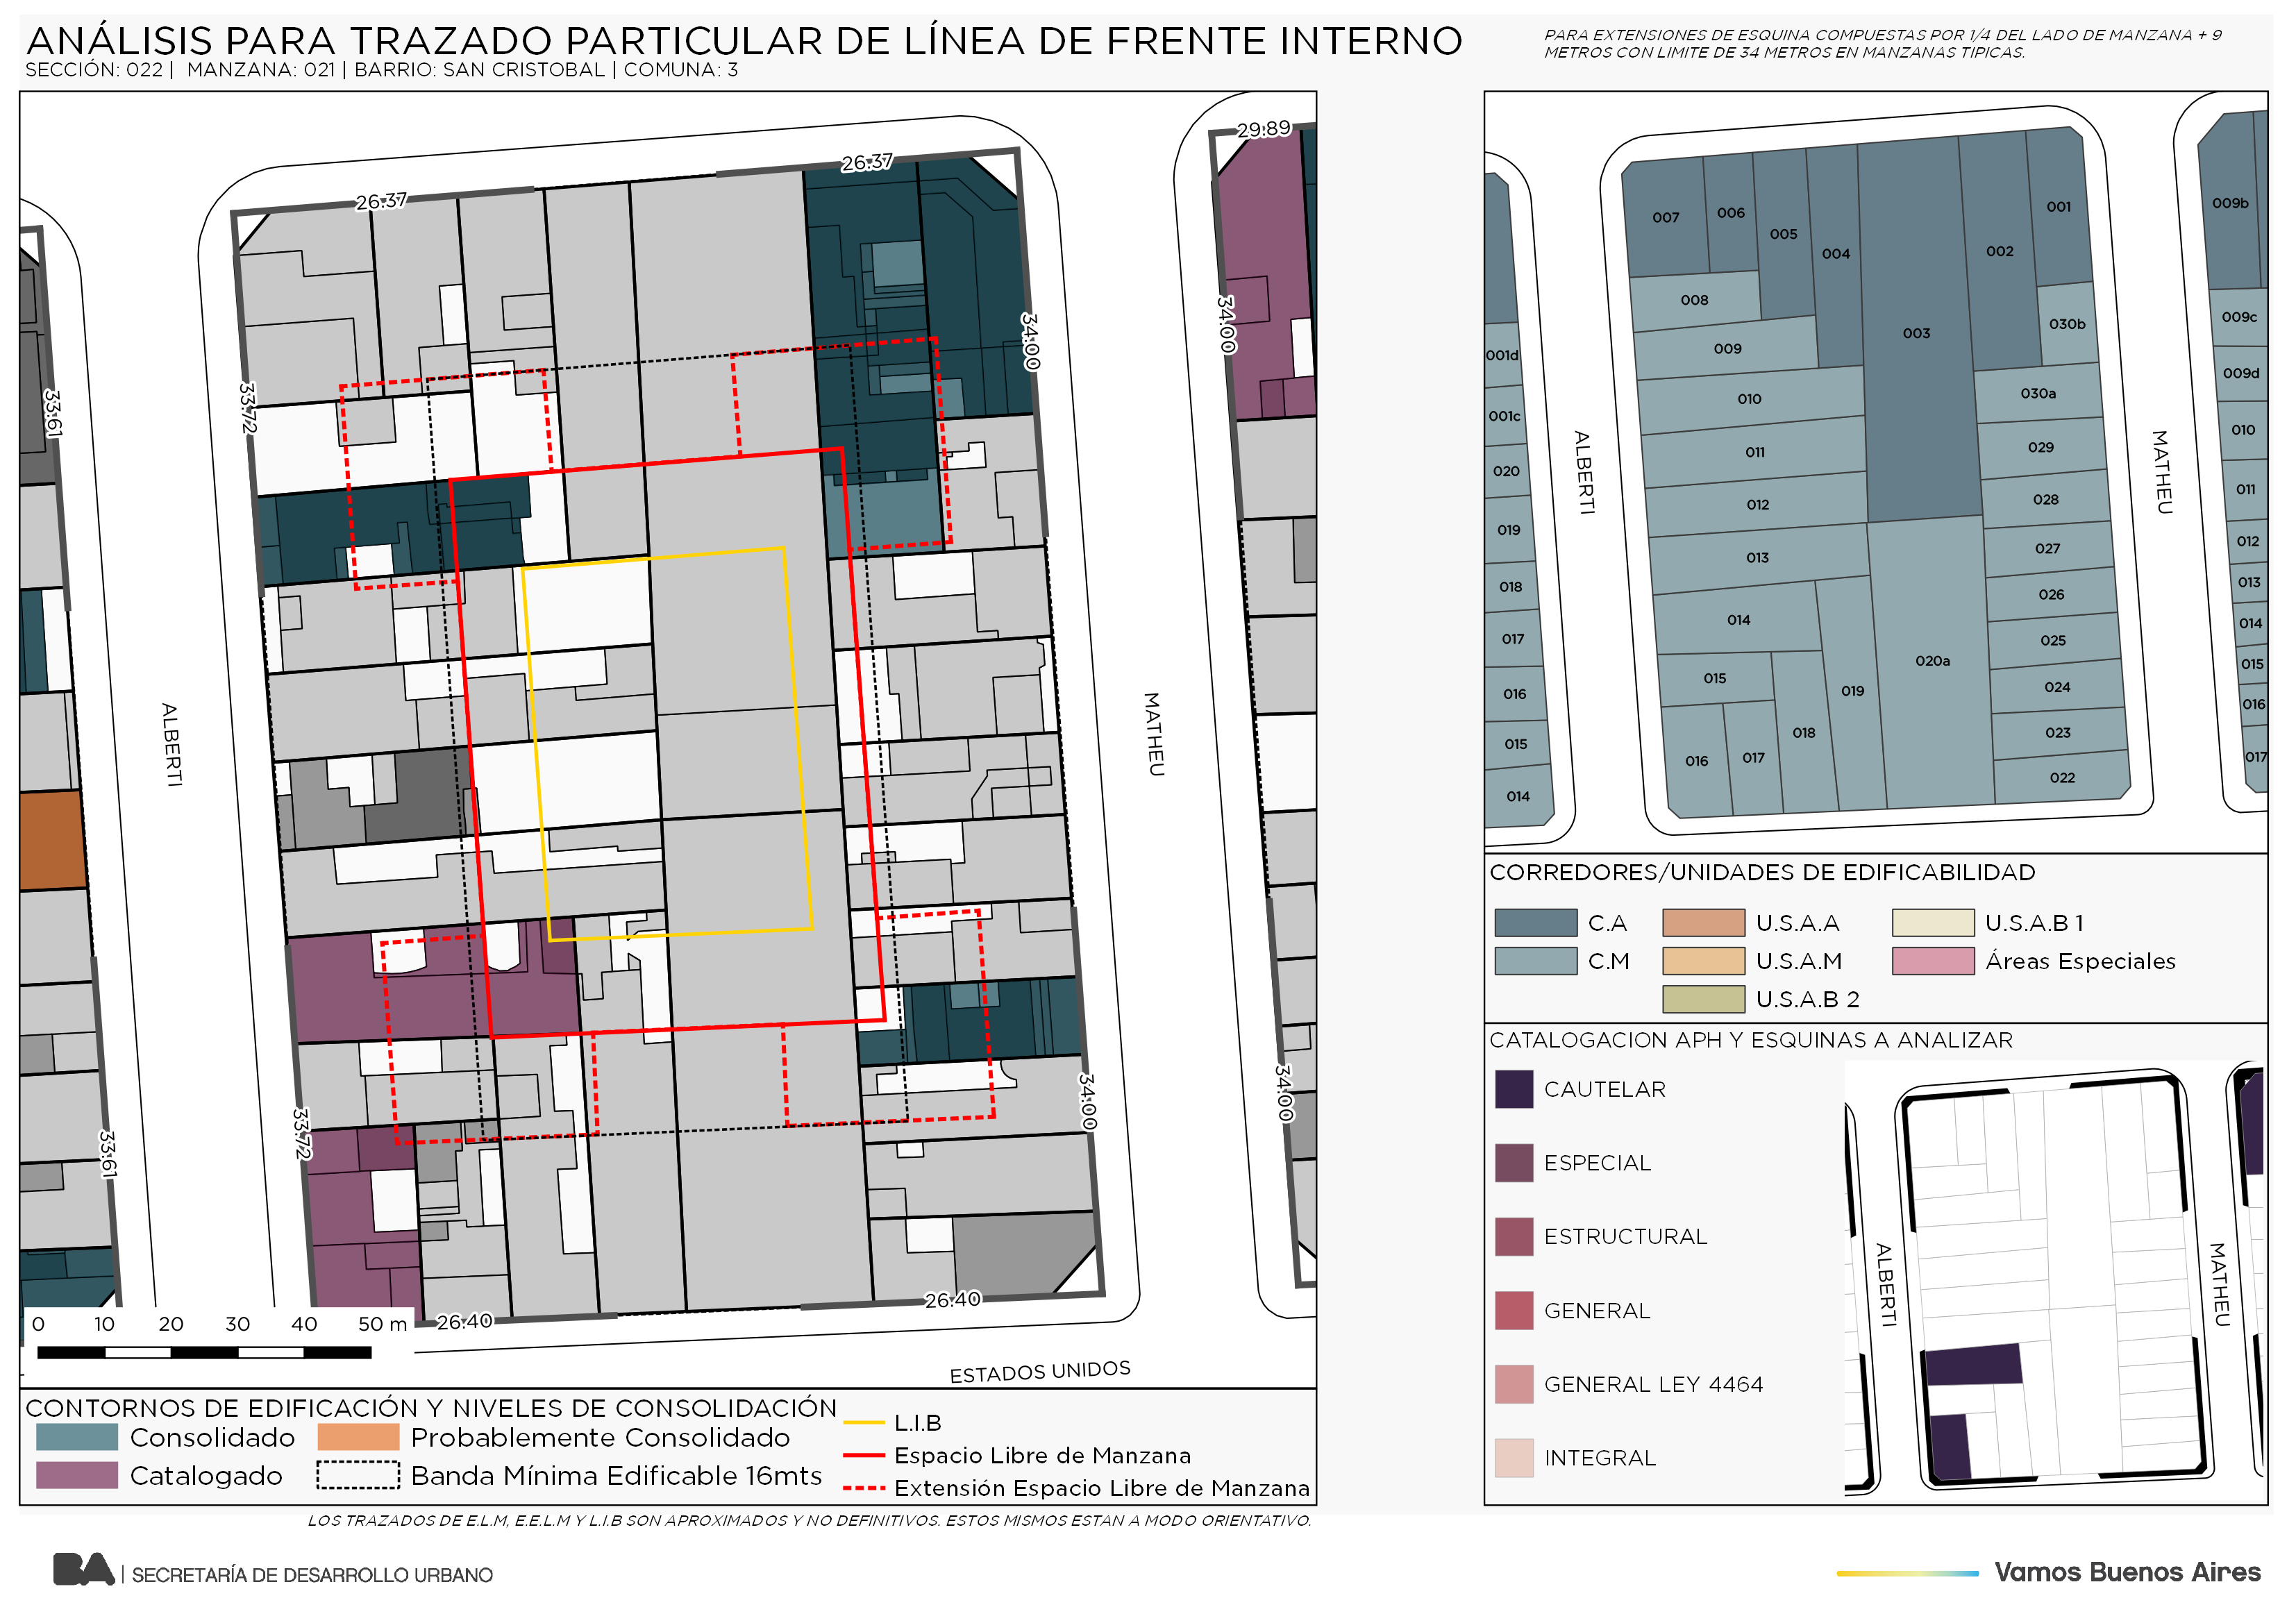 ANÁLISIS PARA TRAZADO PARTICULAR DE LÍNEA DE FRENTE INTERNO
SECCIÓN: 022 | MANZANA: 021 | BARRIO: SAN CRISTOBAL | COMUNA: 3
PARA EXTENSIONES DE ESQUINA COMPUESTAS POR 1/4 DEL LADO DE MANZANA + 9
METROS CON LIMITE DE 34 METROS EN MANZANAS TIPICAS.
29.89
26.37
26.37
34.00
34.00
33.72
33.61
ALBERTI
MATHEU
34.00
34.00
33.72
33.61
26.40
26.40
0 10 20 30 40 50 m
ESTADOS UNIDOS
CONTORNOS DE EDIFICACIÓN Y NIVELES DE CONSOLIDACIÓN
Consolidado
Probablemente Consolidado
Catalogado
Banda Mínima Edificable 16mts
L.I.B
Espacio Libre de Manzana
Extensión Espacio Libre de Manzana
LOS TRAZADOS DE E.L.M, E.E.L.M Y L.I.B SON APROXIMADOS Y NO DEFINITIVOS. ESTOS MISMOS ESTAN A MODO ORIENTATIVO.
007
006
005
004
003
002
001
008
009
010
011
012
013
014
015
016
017
018
019
020a
030b
030a
029
028
027
026
025
024
023
022
001d
001c
020
019
018
017
016
015
014
009b
009c
009d
010
011
012
013
014
015
016
017
ALBERTI
MATHEU
CORREDORES/UNIDADES DE EDIFICABILIDAD
C.A
U.S.A.A
U.S.A.B 1
C.M
U.S.A.M
Áreas Especiales
U.S.A.B 2
CATALOGACION APH Y ESQUINAS A ANALIZAR
CAUTELAR
ESPECIAL
ESTRUCTURAL
GENERAL
GENERAL LEY 4464
INTEGRAL
ALBERTI
MATHEU
BA | SECRETARÍA DE DESARROLLO URBANO
Vamos Buenos Aires